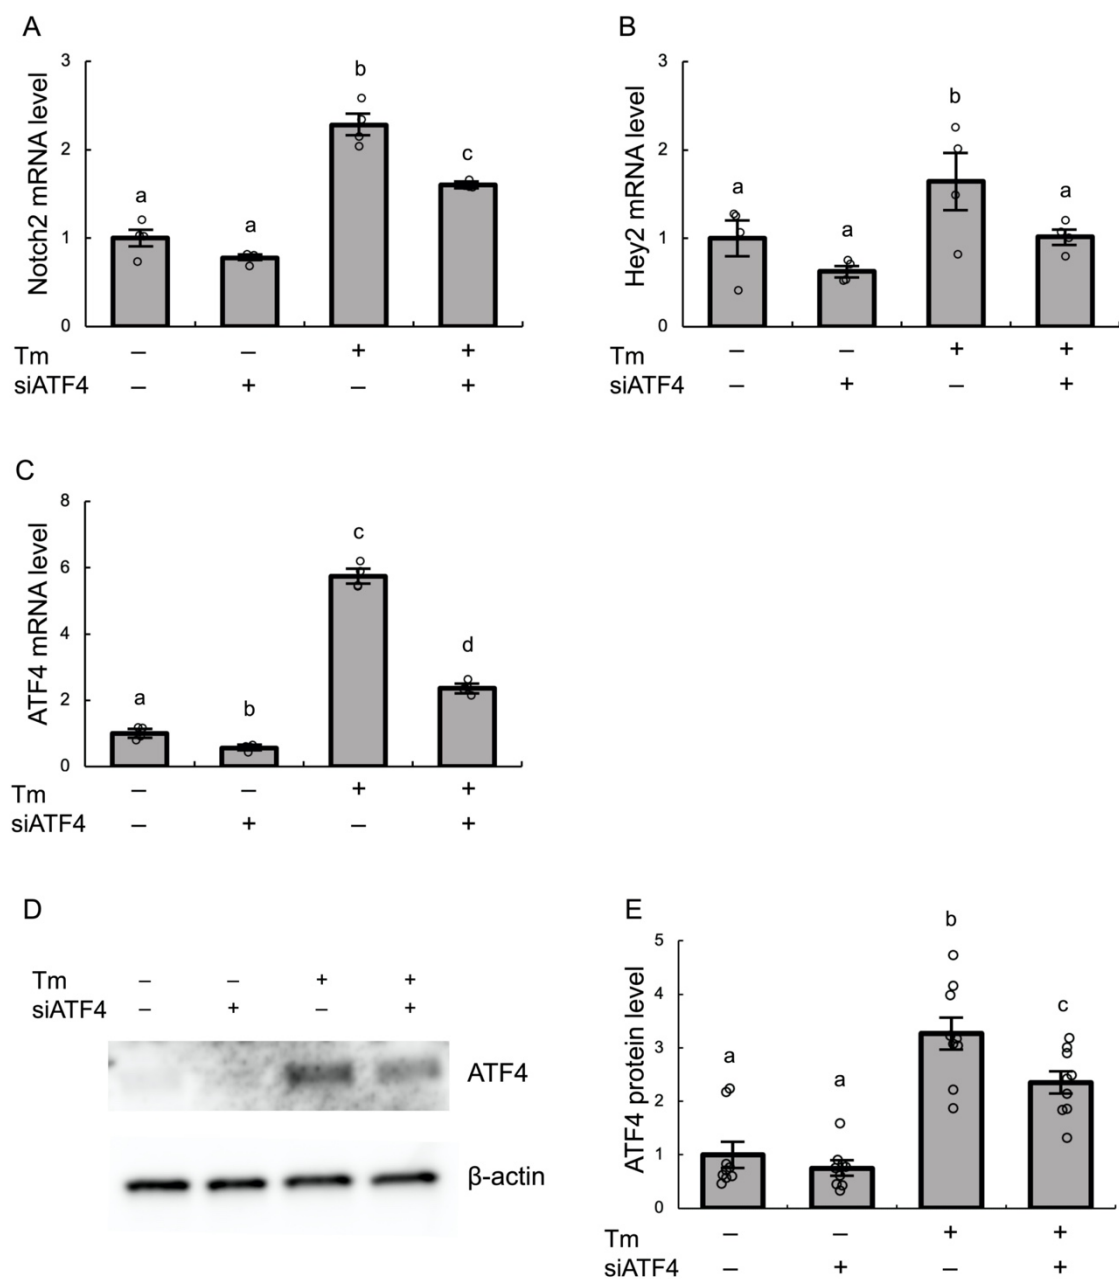 A
Notch2 mRNA level
3
2
1
0
a
a
b
c
Tm – – + +
siATF4 – + – +
B
Hey2 mRNA level
3
2
1
0
a
a
b
a
Tm – – + +
siATF4 – + – +
C
ATF4 mRNA level
8
6
4
2
0
a
b
c
d
Tm – – + +
siATF4 – + – +
D
Tm – – + +
siATF4 – + – +
ATF4
β-actin
E
ATF4 protein level
5
4
3
2
1
0
a
a
b
c
Tm – – + +
siATF4 – + – +